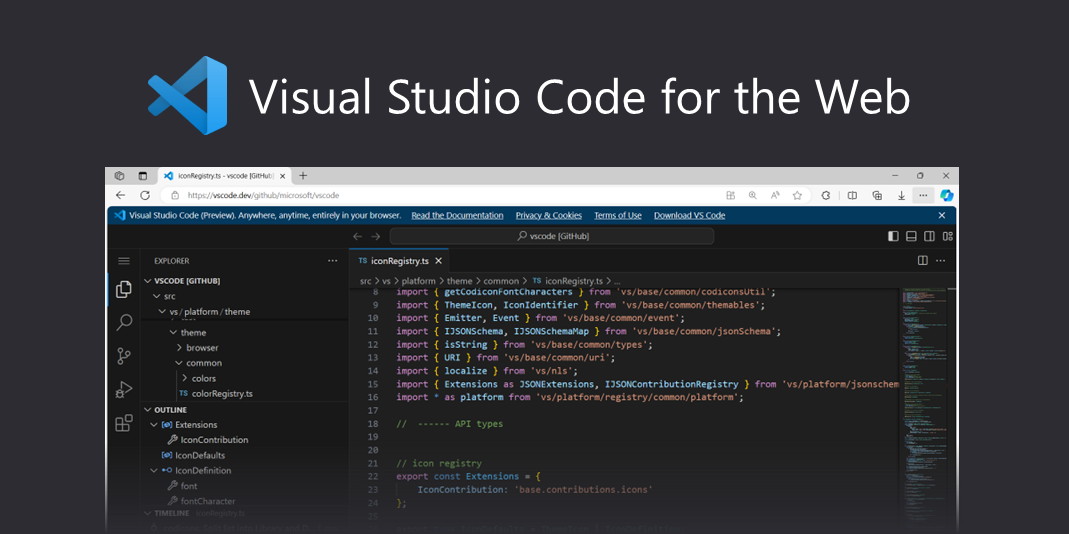 Visual Studio Code for the Web
iconRegistry.ts - vscode [GitHub]
https://vscode.dev/github/microsoft/vscode
Visual Studio Code (Preview). Anywhere, anytime, entirely in your browser. Read the Documentation Privacy & Cookies Terms of Use Download VS Code
vscode [GitHub]
EXPLORER
VSCODE [GITHUB]
src
vs / platform / theme
theme
browser
common
colors
TS colorRegistry.ts
OUTLINE
Extensions
IconContribution
IconDefaults
IconDefinition
font
fontCharacter
TIMELINE iconRegistry.ts
TS iconRegistry.ts
src > vs > platform > theme > common > TS iconRegistry.ts > ...
8 import { getCodiconFontCharacters } from 'vs/base/common/codiconsUtil';
9 import { ThemeIcon, IconIdentifier } from 'vs/base/common/themables';
10 import { Emitter, Event } from 'vs/base/common/event';
11 import { IJSONSchema, IJSONSchemaMap } from 'vs/base/common/jsonSchema';
12 import { isString } from 'vs/base/common/types';
13 import { URI } from 'vs/base/common/uri';
14 import { localize } from 'vs/nls';
15 import { Extensions as JSONExtensions, IJSONContributionRegistry } from 'vs/platform/jsonschem
16 import * as platform from 'vs/platform/registry/common/platform';
17
18 // ------ API types
19
20
21 // icon registry
22 export const Extensions = {
23 IconContribution: 'base.contributions.icons'
24 };
25